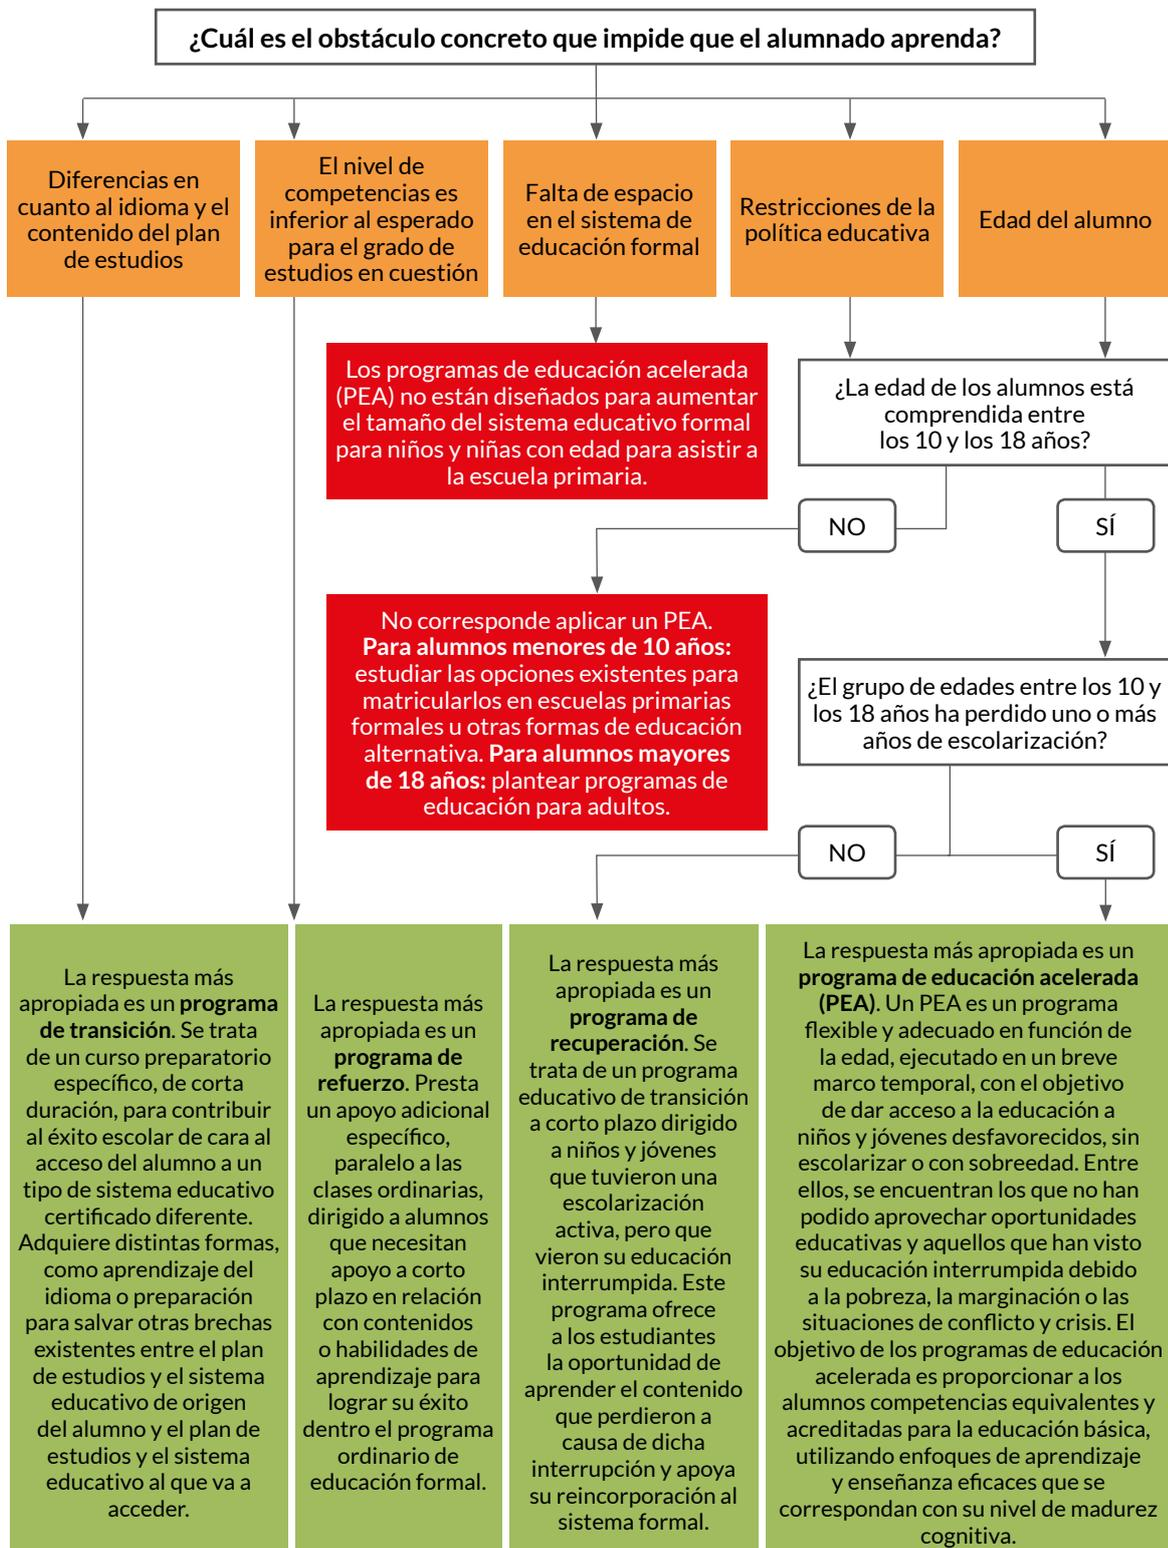 ¿Cuál es el obstáculo concreto que impide que el alumnado aprenda?
Diferencias en
cuanto al idioma y el
contenido del plan
de estudios
El nivel de
competencias es
inferior al esperado
para el grado de
estudios en cuestión
Falta de espacio
en el sistema de
educación formal
Restricciones de la
política educativa
Edad del alumno
Los programas de educación acelerada
(PEA) no están diseñados para aumentar
el tamaño del sistema educativo formal
para niños y niñas con edad para asistir a
la escuela primaria.
¿La edad de los alumnos está
comprendida entre
los 10 y los 18 años?
NO
SÍ
No corresponde aplicar un PEA.
Para alumnos menores de 10 años:
estudiar las opciones existentes para
matricularlos en escuelas primarias
formales u otras formas de educación
alternativa. Para alumnos mayores
de 18 años: plantear programas de
educación para adultos.
¿El grupo de edades entre los 10 y
los 18 años ha perdido uno o más
años de escolarización?
NO
SÍ
La respuesta más
apropiada es un programa
de transición. Se trata
de un curso preparatorio
específico, de corta
duración, para contribuir
al éxito escolar de cara al
acceso del alumno a un
tipo de sistema educativo
certificado diferente.
Adquiere distintas formas,
como aprendizaje del
idioma o preparación
para salvar otras brechas
existentes entre el plan
de estudios y el sistema
educativo de origen
del alumno y el plan de
estudios y el sistema
educativo al que va a
acceder.
La respuesta más
apropiada es un
programa de
refuerzo. Presta
un apoyo adicional
específico,
paralelo a las
clases ordinarias,
dirigido a alumnos
que necesitan
apoyo a corto
plazo en relación
con contenidos
o habilidades de
aprendizaje para
lograr su éxito
dentro el programa
ordinario de
educación formal.
La respuesta más
apropiada es un
programa de
recuperación. Se
trata de un programa
educativo de transición
a corto plazo dirigido
a niños y jóvenes
que tuvieron una
escolarización
activa, pero que
vieron su educación
interrumpida. Este
programa ofrece
a los estudiantes
la oportunidad de
aprender el contenido
que perdieron a
causa de dicha
interrupción y apoya
su reincorporación al
sistema formal.
La respuesta más apropiada es un
programa de educación acelerada
(PEA). Un PEA es un programa
flexible y adecuado en función de
la edad, ejecutado en un breve
marco temporal, con el objetivo
de dar acceso a la educación a
niños y jóvenes desfavorecidos, sin
escolarizar o con sobreedad. Entre
ellos, se encuentran los que no han
podido aprovechar oportunidades
educativas y aquellos que han visto
su educación interrumpida debido
a la pobreza, la marginación o las
situaciones de conflicto y crisis. El
objetivo de los programas de educación
acelerada es proporcionar a los
alumnos competencias equivalentes y
acreditadas para la educación básica,
utilizando enfoques de aprendizaje
y enseñanza eficaces que se
correspondan con su nivel de madurez
cognitiva.